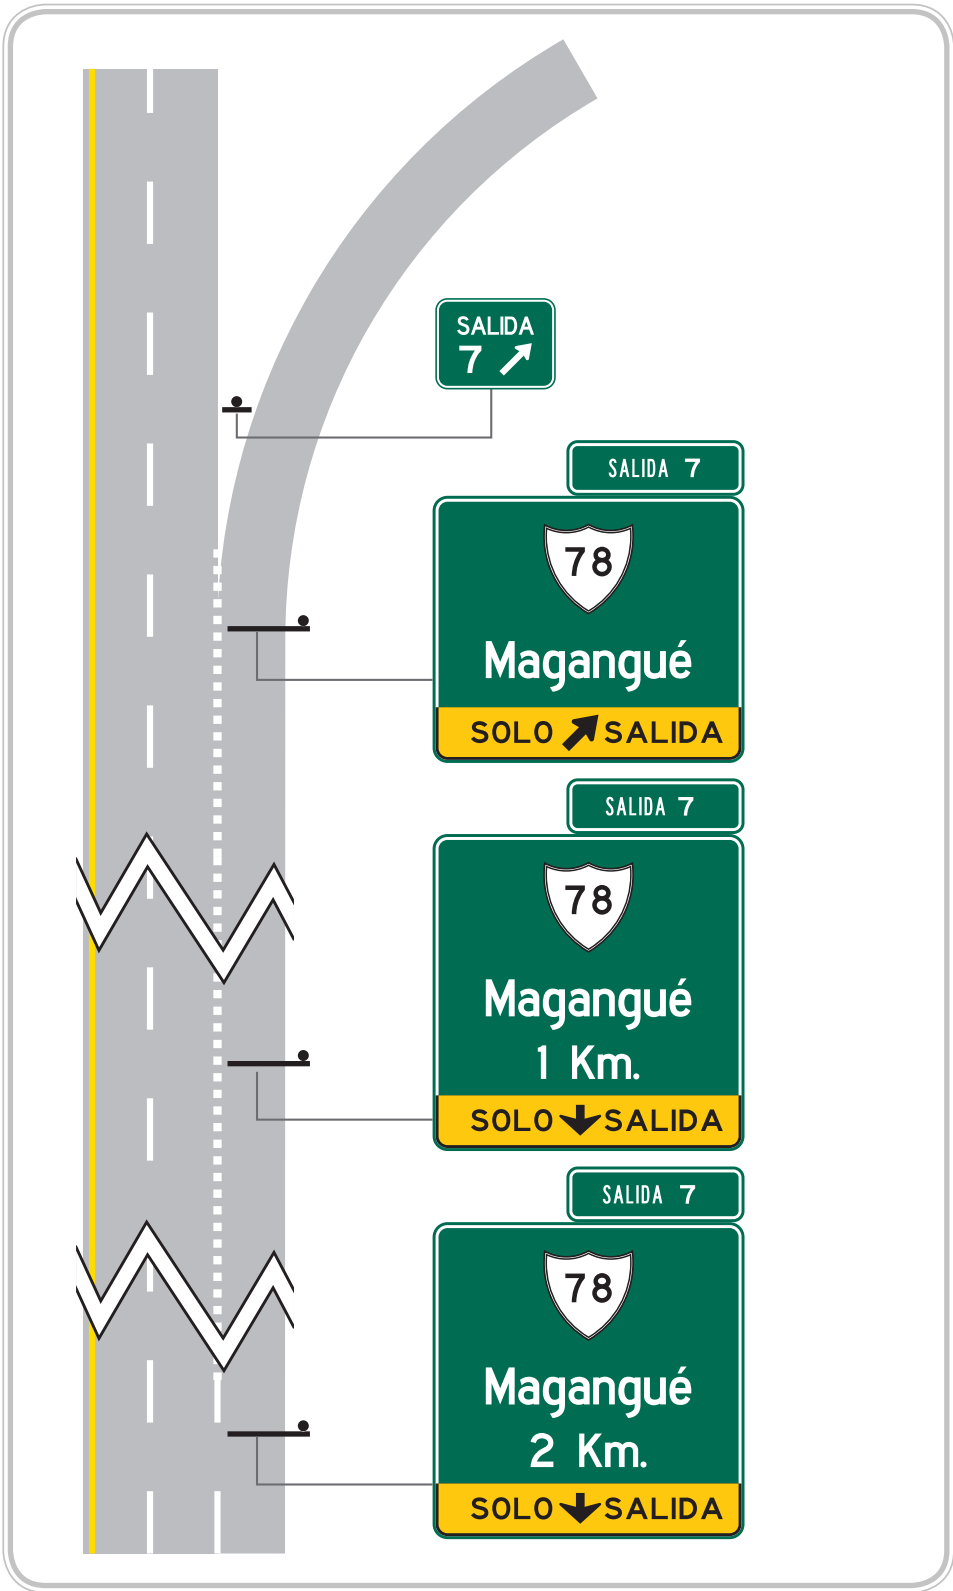 SALIDA
7
SALIDA 7
78
Magangué
SOLO SALIDA
SALIDA 7
78
Magangué
1 Km.
SOLO SALIDA
SALIDA 7
78
Magangué
2 Km.
SOLO SALIDA